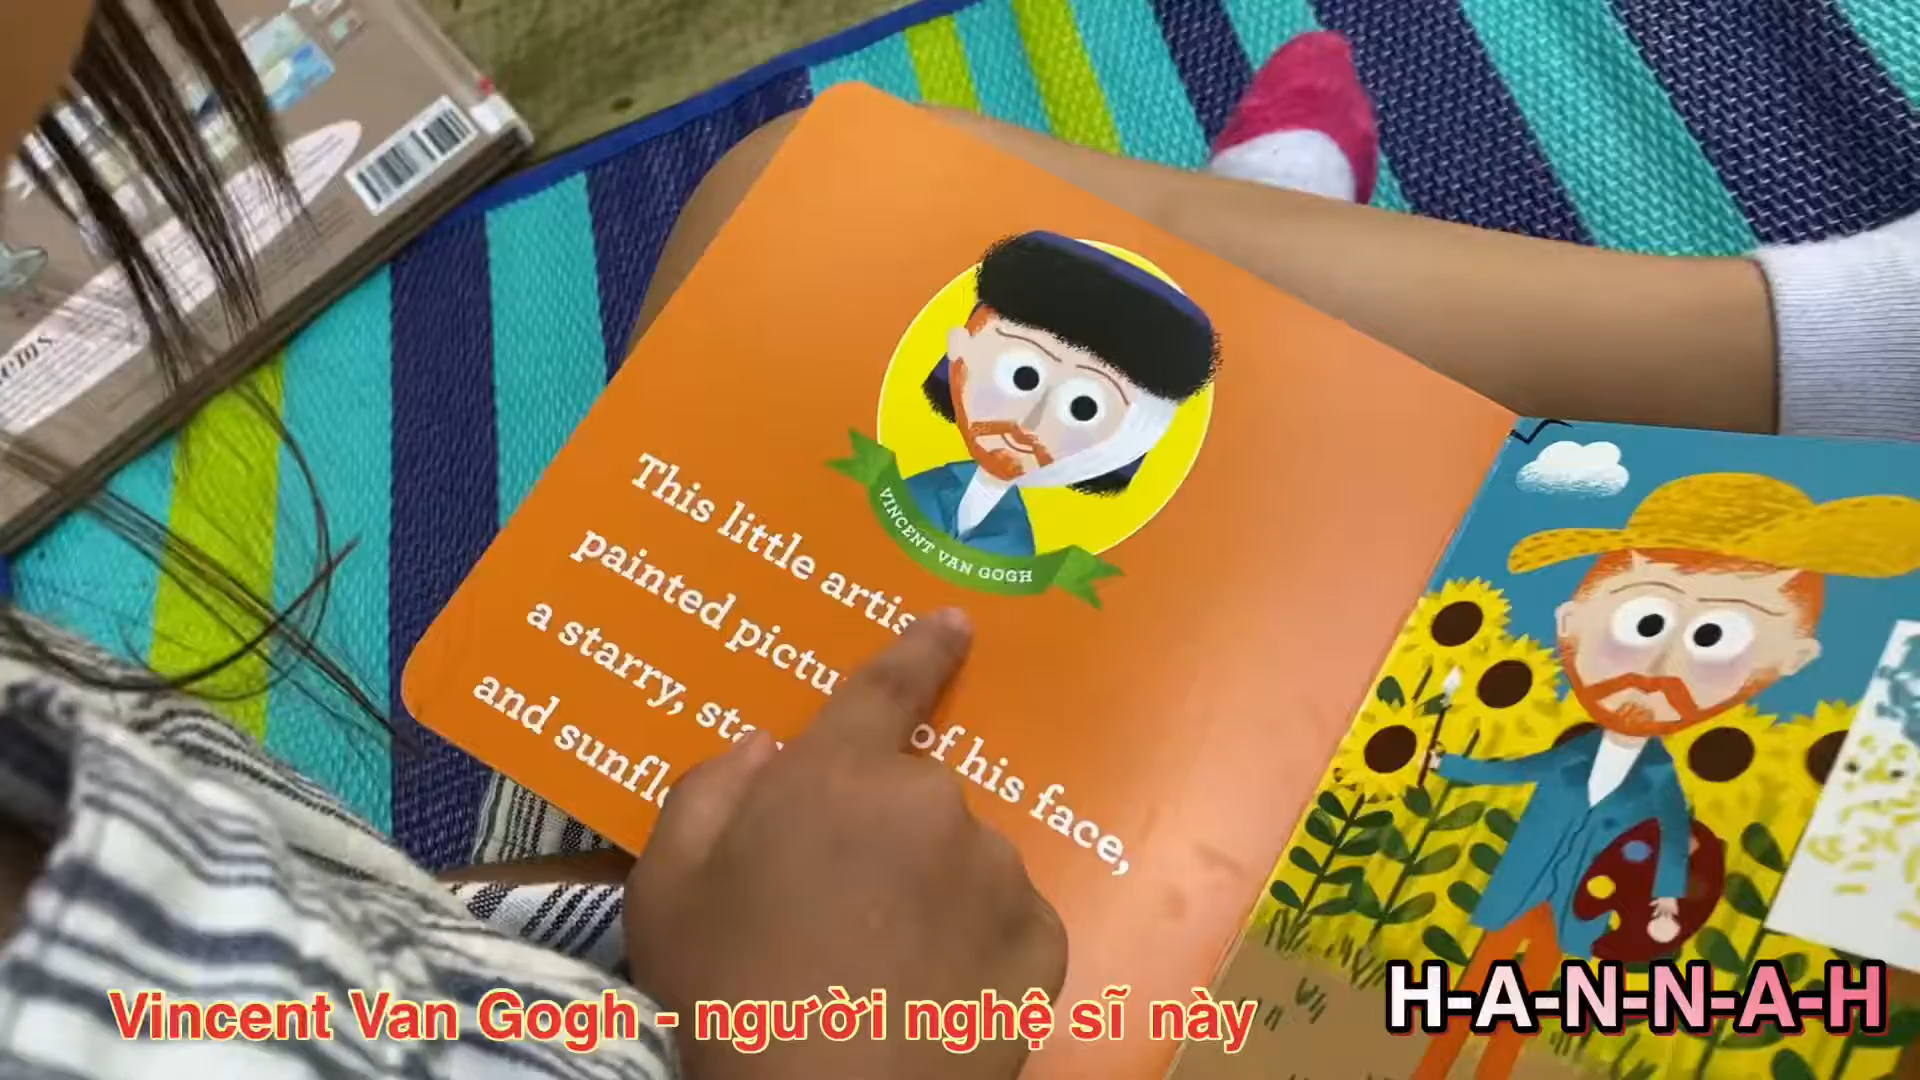 VINCENT VAN GOGH
This little artis
painted pictu of his face,
a starry, sta
and sunfl
Vincent Van Gogh - người nghệ sĩ này
H-A-N-N-A-H